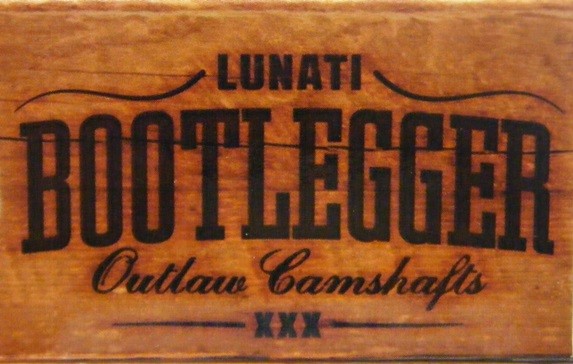 LUNATI
BOOTLEGGER
Outlaw Camshafts
XXX